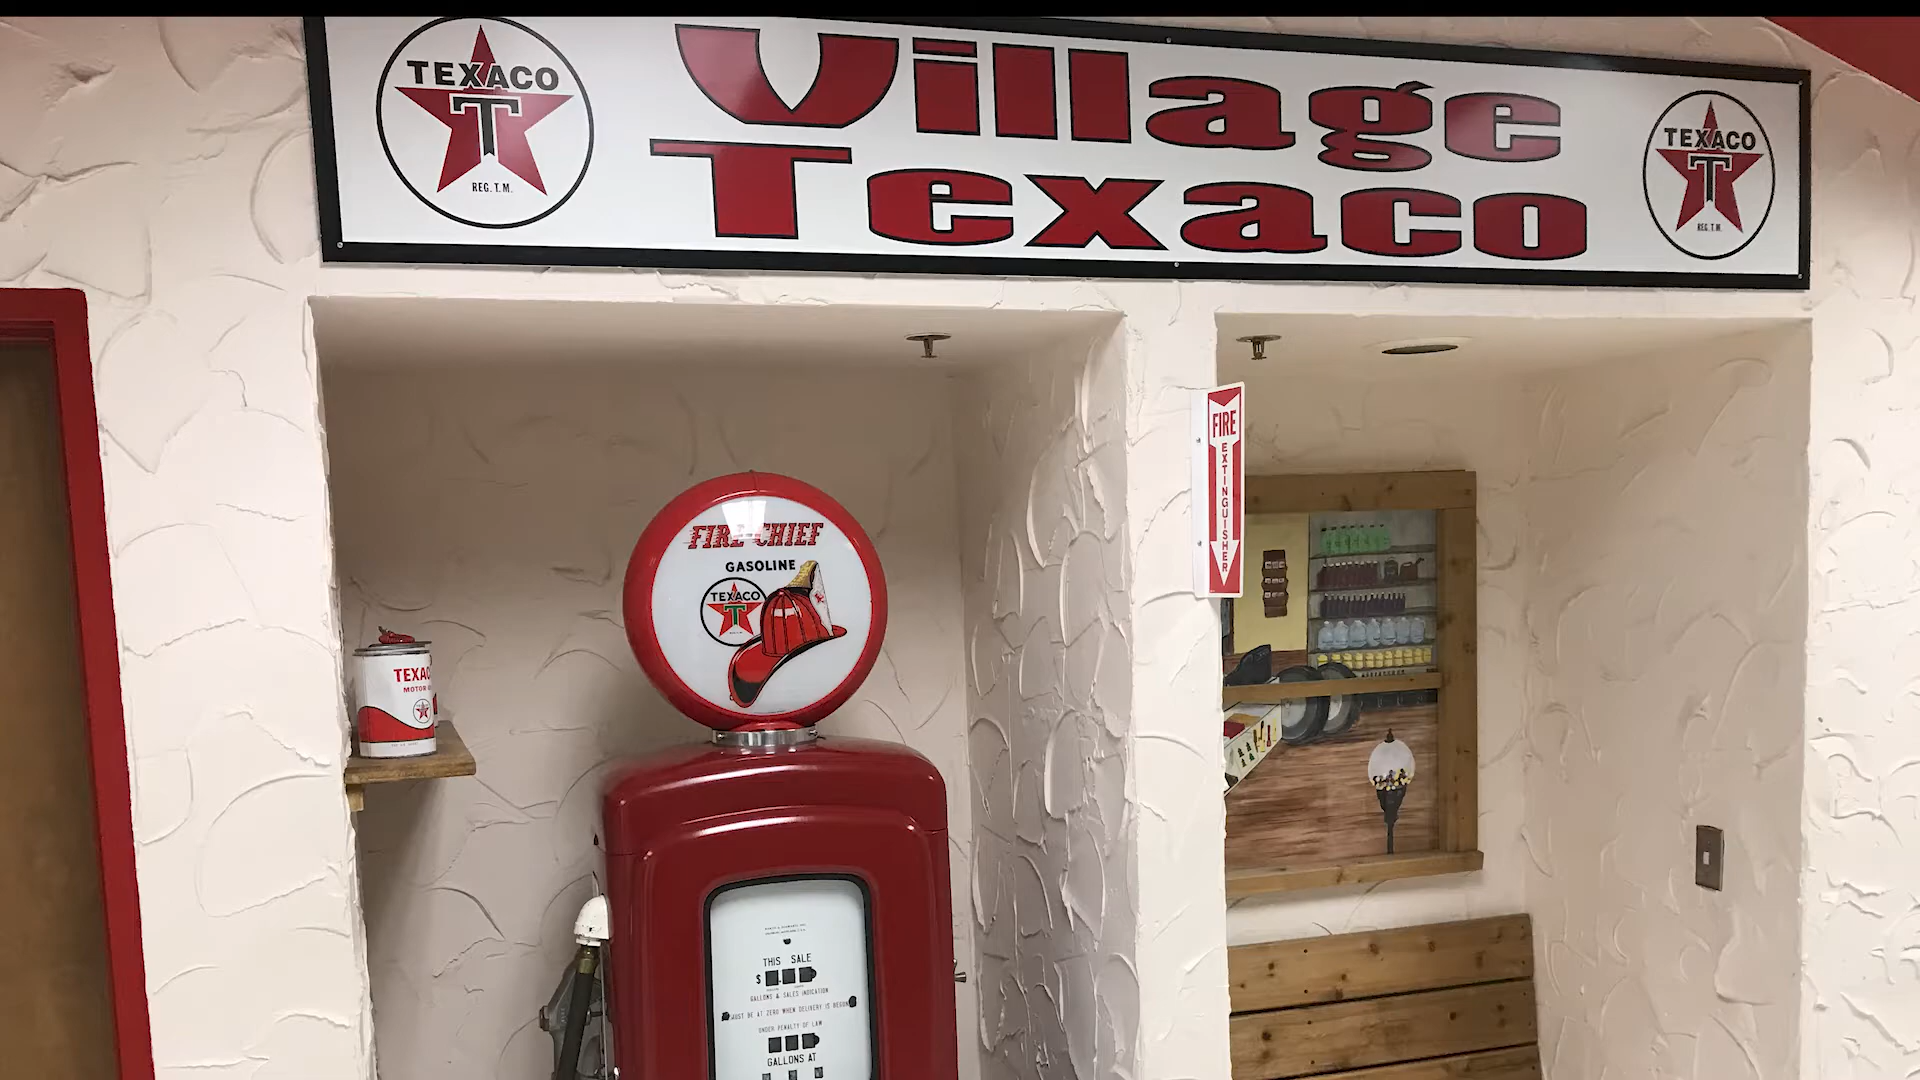 TEXACO
T
REG. T.M.
Village
Texaco
TEXACO
T
REG. T.M.
FIRE
EXTINGUISHER
FIRE-CHIEF
GASOLINE
TEXACO
T
TEXACO
MOTOR
THIS SALE
$
GALLONS & SALES INDICATION
MUST BE AT ZERO WHEN DELIVERY IS BEGUN
UNDER PENALTY OF LAW
GALLONS AT